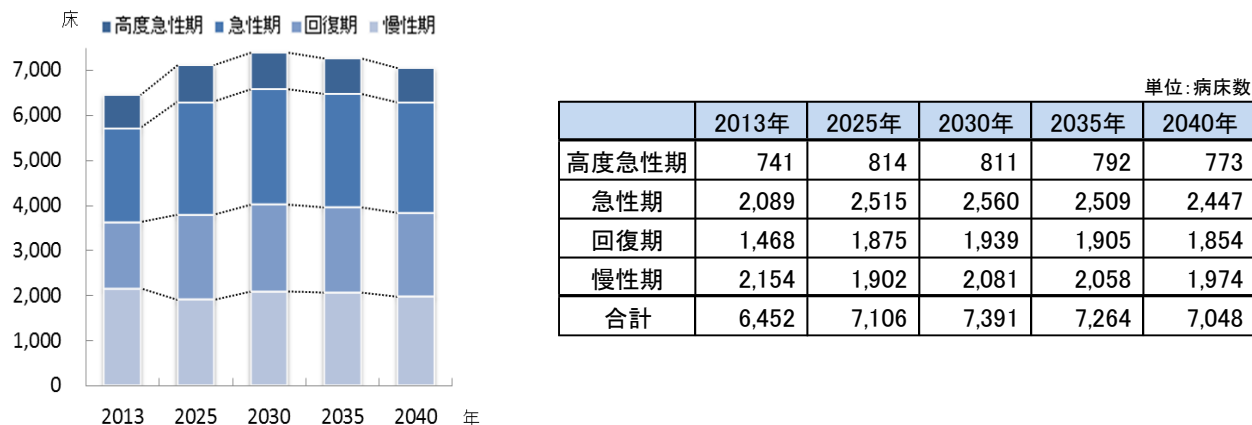 床
■高度急性期 ■急性期 ■回復期 ■慢性期
7,000
6,000
5,000
4,000
3,000
2,000
1,000
0
2013 2025 2030 2035 2040 年
単位:病床数
2013年 2025年 2030年 2035年 2040年
高度急性期 741 814 811 792 773
急性期 2,089 2,515 2,560 2,509 2,447
回復期 1,468 1,875 1,939 1,905 1,854
慢性期 2,154 1,902 2,081 2,058 1,974
合計 6,452 7,106 7,391 7,264 7,048